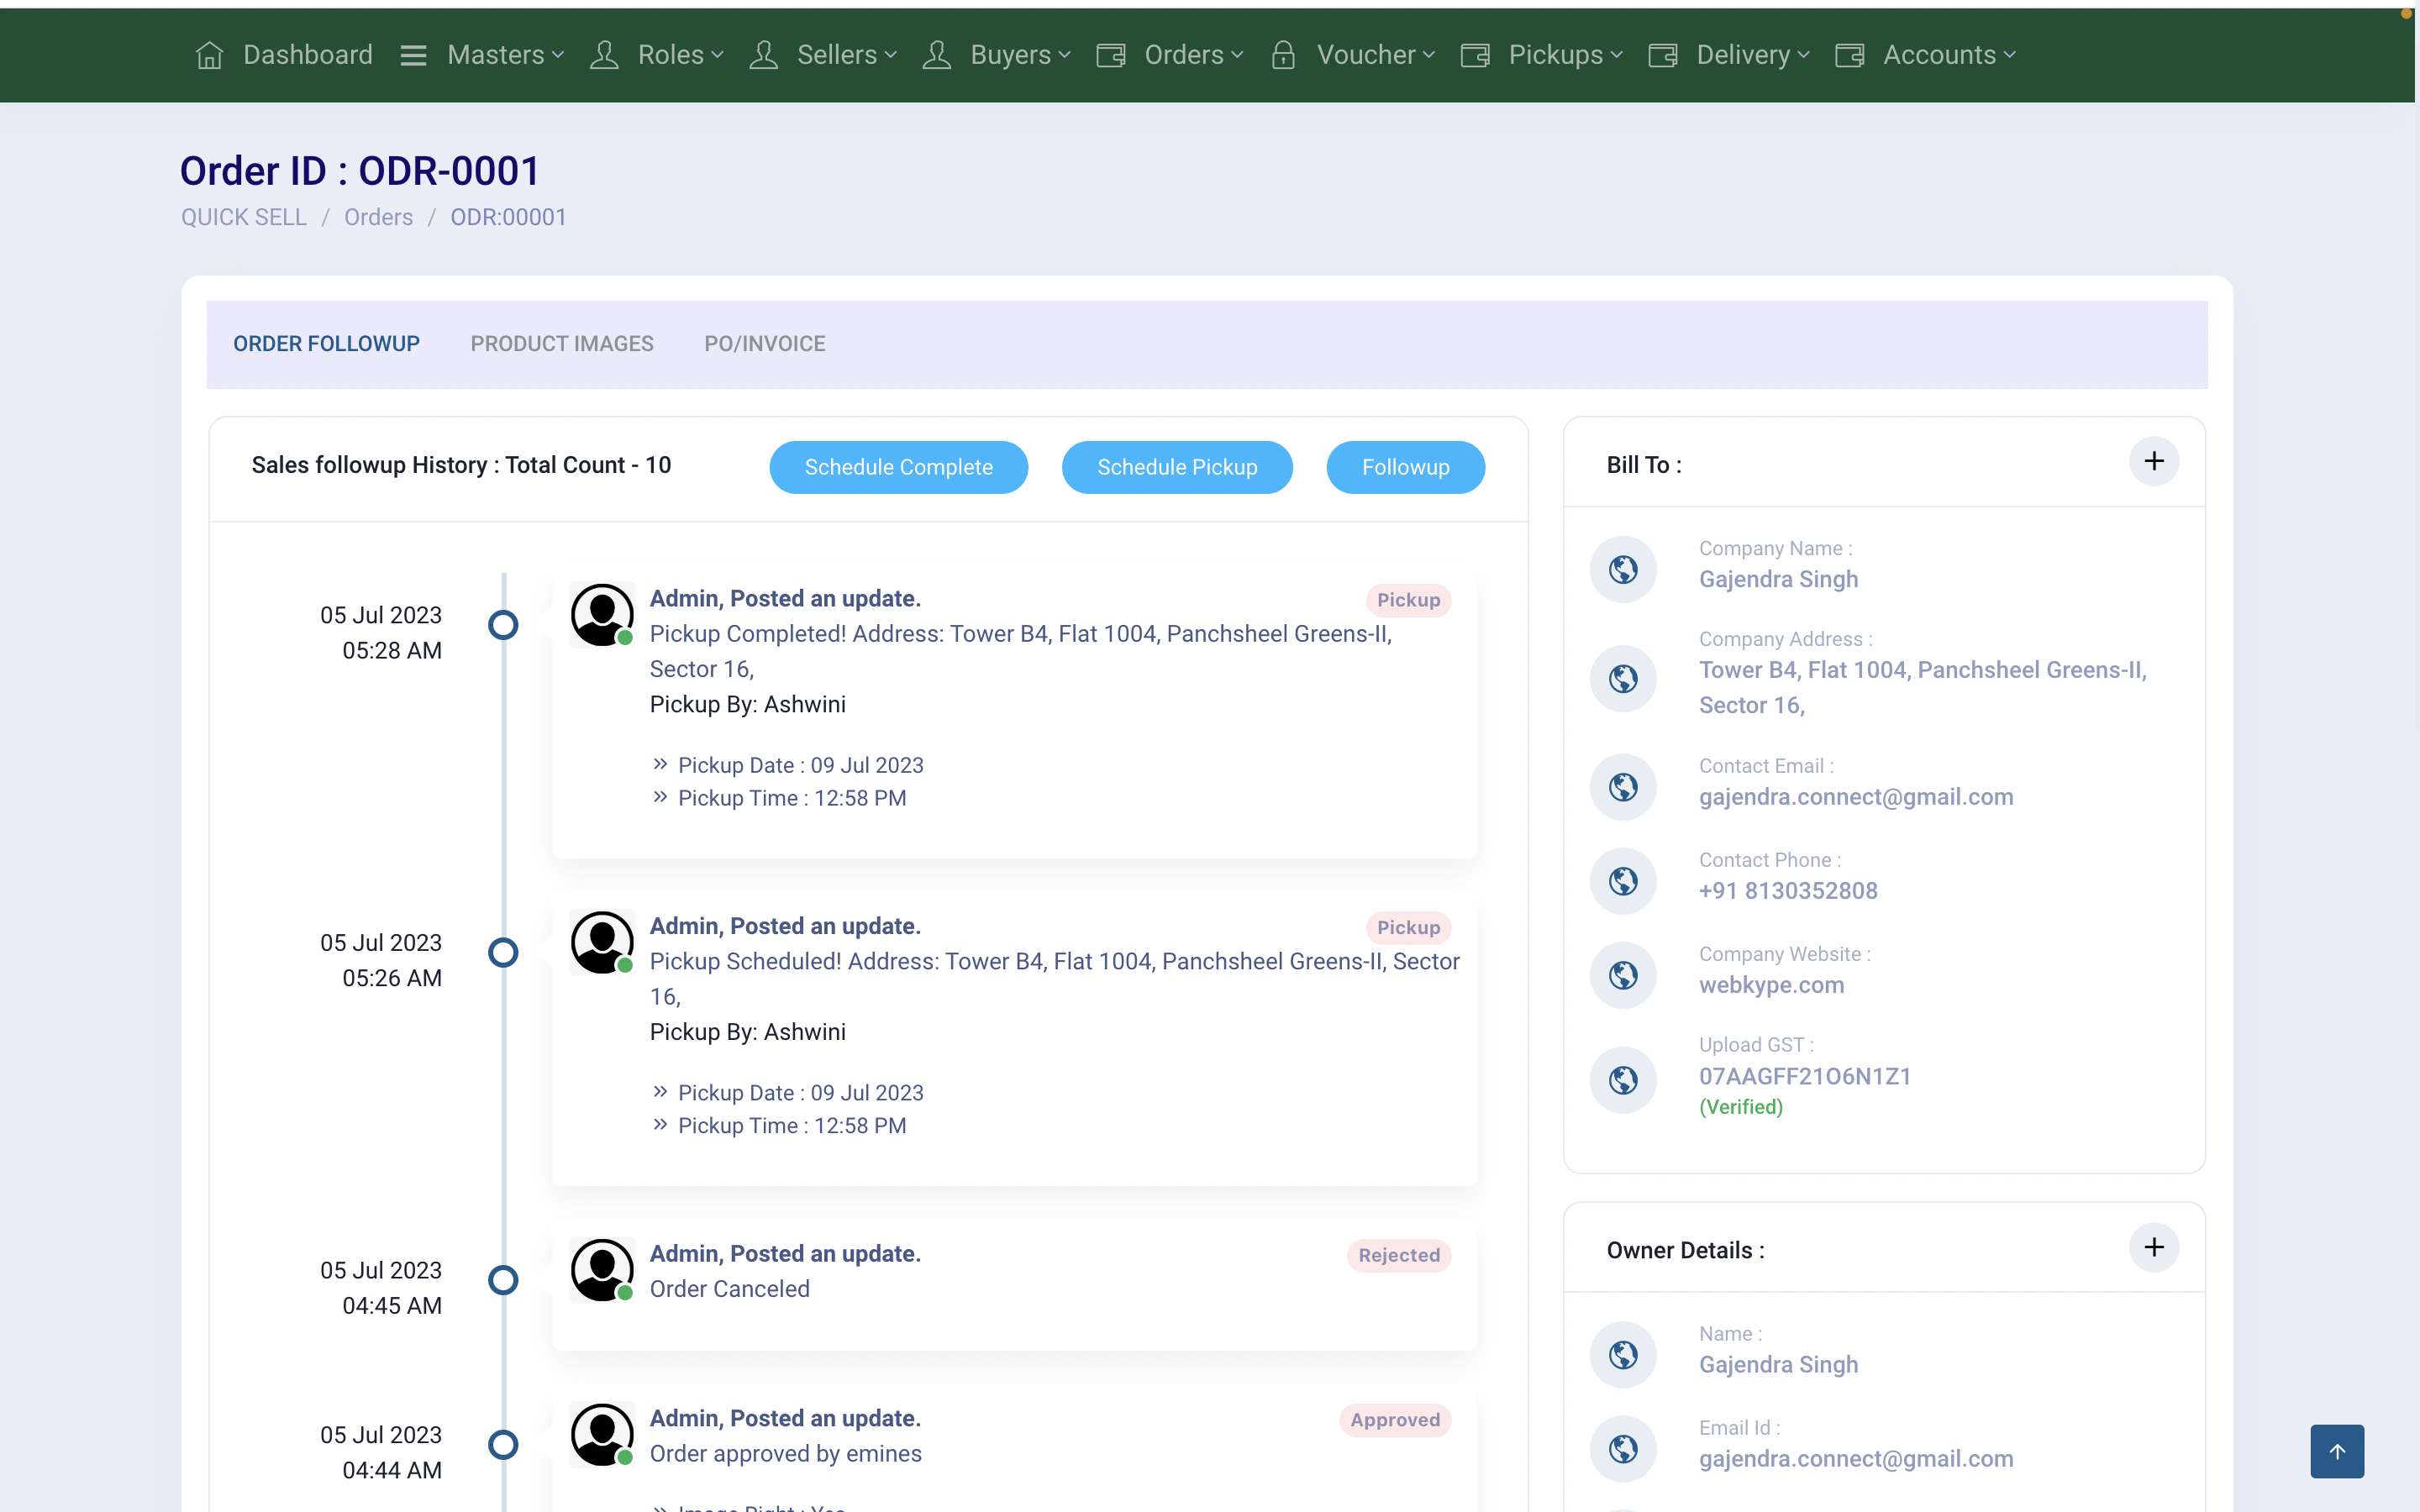 Dashboard Masters Roles Sellers Buyers Orders Voucher Pickups Delivery Accounts
Order ID : ODR-0001
QUICK SELL / Orders / ODR:00001
ORDER FOLLOWUP PRODUCT IMAGES PO/INVOICE
Sales followup History : Total Count - 10
Schedule Complete Schedule Pickup Followup
05 Jul 2023
05:28 AM
Admin, Posted an update.
Pickup
Pickup Completed! Address: Tower B4, Flat 1004, Panchsheel Greens-II,
Sector 16,
Pickup By: Ashwini
» Pickup Date : 09 Jul 2023
» Pickup Time : 12:58 PM
05 Jul 2023
05:26 AM
Admin, Posted an update.
Pickup
Pickup Scheduled! Address: Tower B4, Flat 1004, Panchsheel Greens-II, Sector
16,
Pickup By: Ashwini
» Pickup Date : 09 Jul 2023
» Pickup Time : 12:58 PM
05 Jul 2023
04:45 AM
Admin, Posted an update.
Rejected
Order Canceled
05 Jul 2023
04:44 AM
Admin, Posted an update.
Approved
Order approved by emines
Bill To :
Company Name :
Gajendra Singh
Company Address :
Tower B4, Flat 1004, Panchsheel Greens-II,
Sector 16,
Contact Email :
gajendra.connect@gmail.com
Contact Phone :
+91 8130352808
Company Website :
webkype.com
Upload GST :
07AAGFF21O6N1Z1
(Verified)
Owner Details :
Name :
Gajendra Singh
Email Id :
gajendra.connect@gmail.com